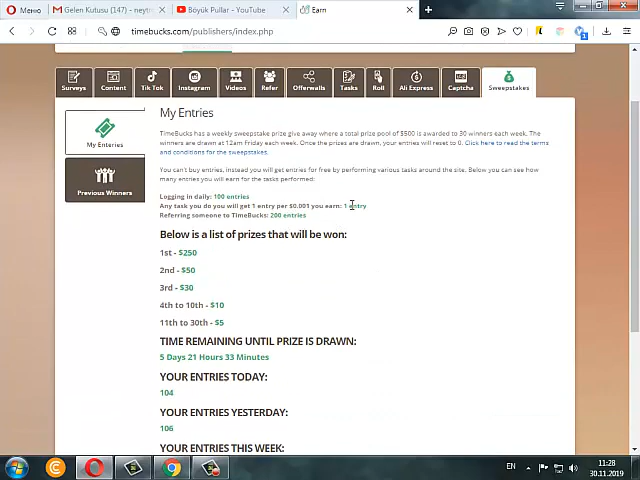 Меню
Gelen Kutusu (147) - neytis
Böyük Pullar - YouTube
Earn
timebucks.com/publishers/index.php
Surveys
Content
Tik Tok
Instagram
Videos
Refer
Offerwalls
Tasks
Roll
Ali Express
Captcha
Sweepstakes
My Enteries
Previous Winners
My Entries
TimeBucks has a weekly sweepstake prize give away where a total prize pool of $500 is awarded to 30 winners each week. The
winners are drawn at 12am Friday each week. Once the prizes are drawn, your entries will reset to 0. Click here to read the terms
and conditions for the sweepstakes.
You can't buy entries, instead you will get entries for free by performing various tasks around the site. Below you can see how
many entries you will earn for the tasks performed:
Logging in daily: 100 entries
Any task you do you will get 1 entry per $0.001 you earn: 1 entry
Referring someone to TimeBucks: 200 entries
Below is a list of prizes that will be won:
1st - $250
2nd - $50
3rd - $30
4th to 10th - $10
11th to 30th - $5
TIME REMAINING UNTIL PRIZE IS DRAWN:
5 Days 21 Hours 33 Minutes
YOUR ENTRIES TODAY:
104
YOUR ENTRIES YESTERDAY:
106
YOUR ENTRIES THIS WEEK:
EN
11:28
30.11.2019